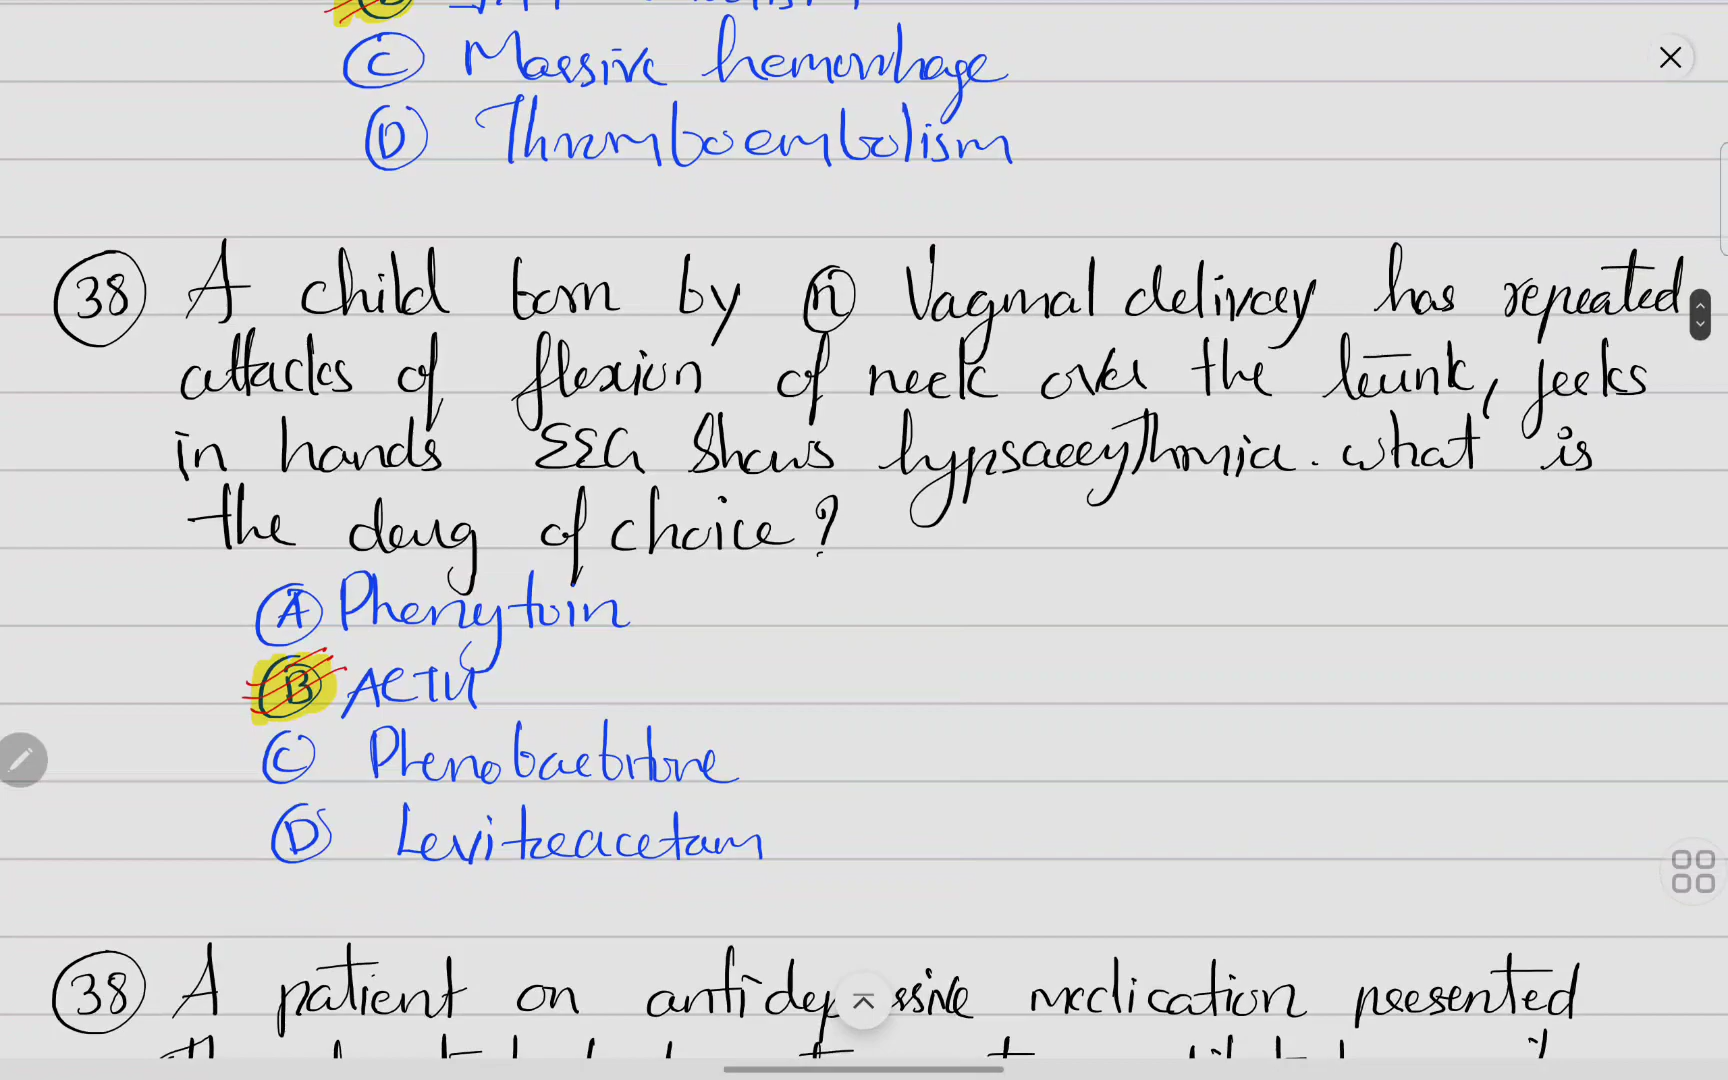 C Massive hemorrhage
D Thromboembolism
38 A child born by n Vaginal delivery has repeated
attacks of flexion of neck over the trunk, jerks
in hands EEG Shows hypsarrythmia. what is
the drug of choice?
A Phenytoin
B ACTH
C Phenobarbitone
D Levitracetam
38 A patient on antidep ssive medication presented